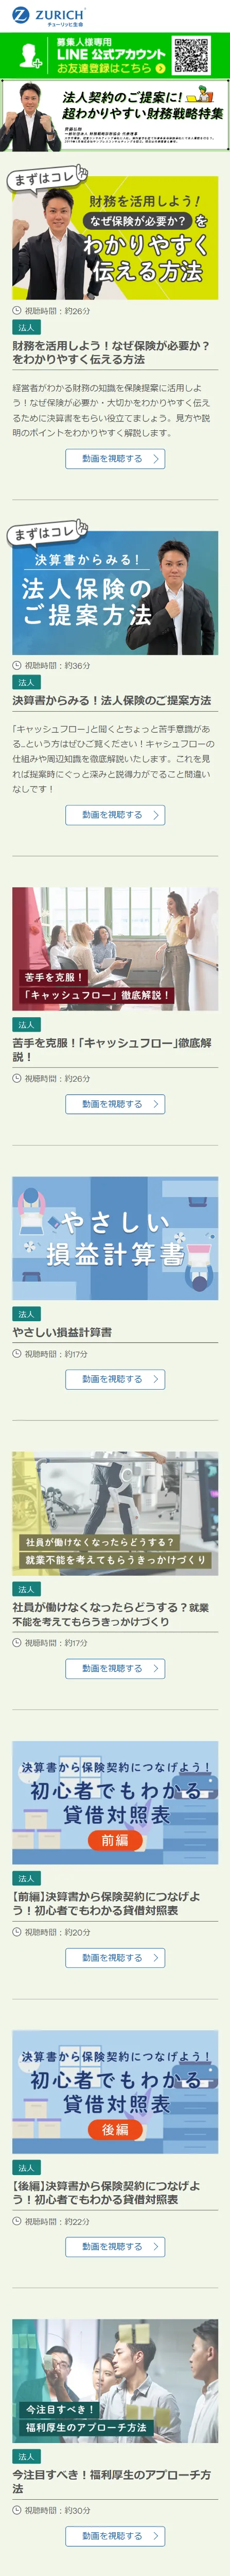 ZURICH
チューリッヒ生命
募集人様専用
LINE 公式アカウント
お友達登録はこちら
法人契約のご提案に!
超わかりやすい財務戦略特集
まずはコレ
財務を活用しよう!
なぜ保険が必要か? を
わかりやすく
伝える方法
視聴時間:約26分
法人
財務を活用しよう!なぜ保険が必要か?
をわかりやすく伝える方法
経営者がわかる財務の知識を保険提案に活用しよ
う!なぜ保険が必要か・大切かをわかりやすく伝え
るために決算書をもらい役立てましょう。見方や説
明のポイントをわかりやすく解説します。
動画を視聴する
まずはコレ
決算書からみる!
法人保険の
ご提案方法
視聴時間:約36分
法人
決算書からみる!法人保険のご提案方法
「キャッシュフロー」と聞くとちょっと苦手意識があ
る…という方はぜひご覧ください!キャシュフローの
仕組みや周辺知識を徹底解説いたします。これを見
れば提案時にぐっと深みと説得力がでること間違い
なしです!
動画を視聴する
苦手を克服!
「キャッシュフロー」徹底解説!
法人
苦手を克服!「キャッシュフロー」徹底解
説!
視聴時間:約26分
動画を視聴する
やさしい
損益計算書
法人
やさしい損益計算書
視聴時間:約17分
動画を視聴する
社員が働けなくなったらどうする?
就業不能を考えてもらうきっかけづくり
法人
社員が働けなくなったらどうする?就業
不能を考えてもらうきっかけづくり
視聴時間:約17分
動画を視聴する
決算書から保険契約につなげよう!
初心者でもわかる
貸借対照表
前編
法人
【前編】決算書から保険契約につなげよ
う!初心者でもわかる貸借対照表
視聴時間:約20分
動画を視聴する
決算書から保険契約につなげよう!
初心者でもわかる
貸借対照表
後編
法人
【後編】決算書から保険契約につなげよ
う!初心者でもわかる貸借対照表
視聴時間:約22分
動画を視聴する
今注目すべき!
福利厚生のアプローチ方法
法人
今注目すべき!福利厚生のアプローチ方
法
視聴時間:約30分
動画を視聴する